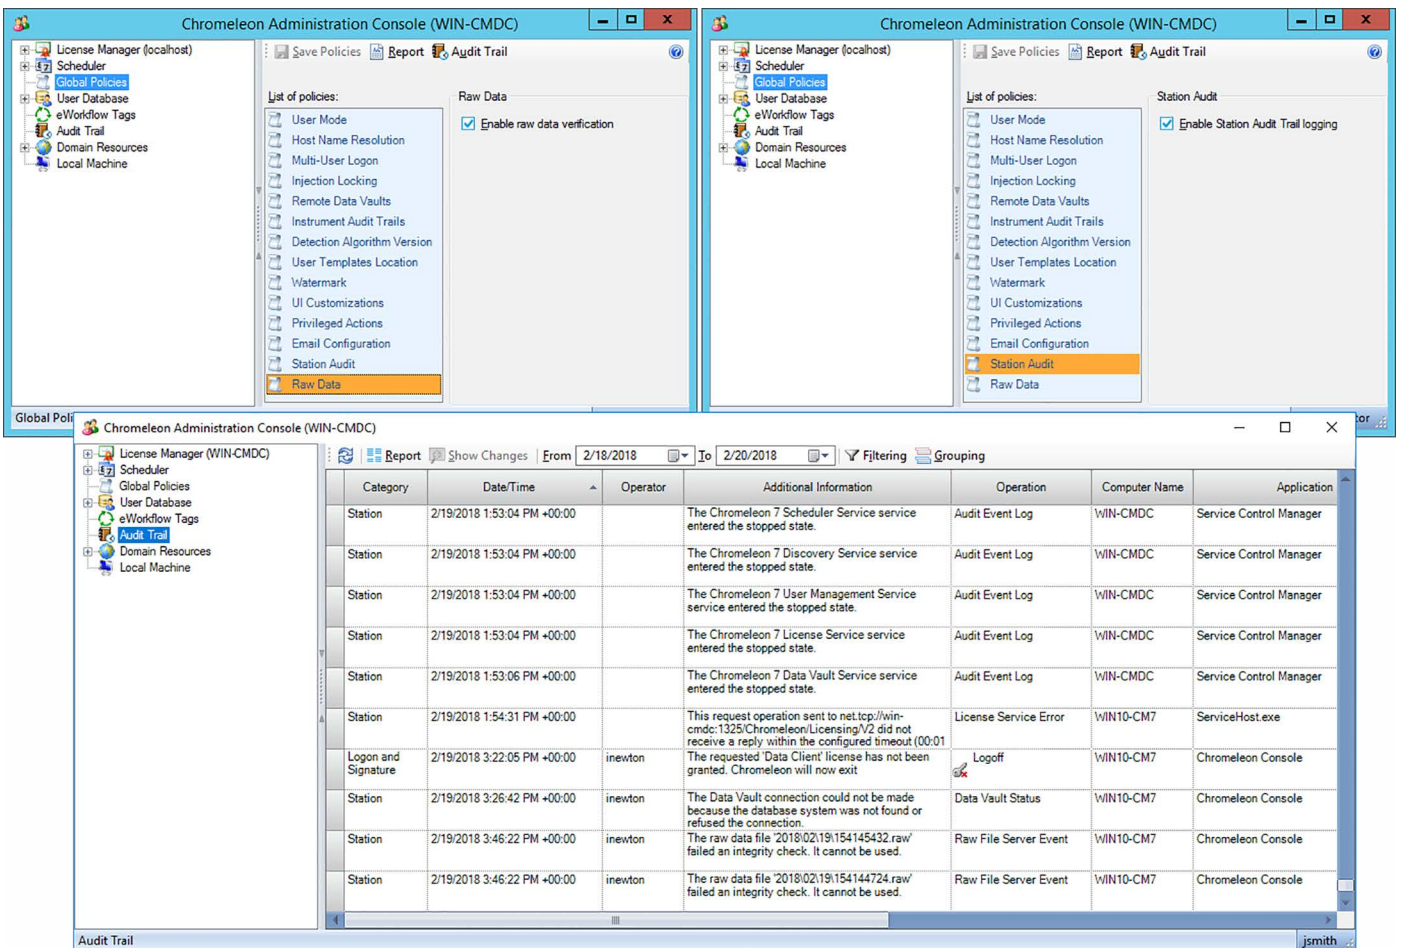 Chromeleon Administration Console (WIN-CMDC)
License Manager (localhost)
Scheduler
Global Policies
User Database
eWorkflow Tags
Audit Trail
Domain Resources
Local Machine
Save Policies Report Audit Trail
List of policies:
User Mode
Host Name Resolution
Multi-User Logon
Injection Locking
Remote Data Vaults
Instrument Audit Trails
Detection Algorithm Version
User Templates Location
Watermark
UI Customizations
Privileged Actions
Email Configuration
Station Audit
Raw Data
Raw Data
Enable raw data verification
Global Poli
Chromeleon Administration Console (WIN-CMDC)
License Manager (localhost)
Scheduler
Global Policies
User Database
eWorkflow Tags
Audit Trail
Domain Resources
Local Machine
Save Policies Report Audit Trail
List of policies:
User Mode
Host Name Resolution
Multi-User Logon
Injection Locking
Remote Data Vaults
Instrument Audit Trails
Detection Algorithm Version
User Templates Location
Watermark
UI Customizations
Privileged Actions
Email Configuration
Station Audit
Raw Data
Station Audit
Enable Station Audit Trail logging
tor
Chromeleon Administration Console (WIN-CMDC)
License Manager (WIN-CMDC)
Scheduler
Global Policies
User Database
eWorkflow Tags
Audit Trail
Domain Resources
Local Machine
Report Show Changes From 2/18/2018 To 2/20/2018 Filtering Grouping
Category Date/Time Operator Additional Information Operation Computer Name Application
Station 2/19/2018 1:53:04 PM +00:00 The Chromeleon 7 Scheduler Service service Audit Event Log WIN-CMDC Service Control Manager
entered the stopped state.
Station 2/19/2018 1:53:04 PM +00:00 The Chromeleon 7 Discovery Service service Audit Event Log WIN-CMDC Service Control Manager
entered the stopped state.
Station 2/19/2018 1:53:04 PM +00:00 The Chromeleon 7 User Management Service Audit Event Log WIN-CMDC Service Control Manager
service entered the stopped state.
Station 2/19/2018 1:53:04 PM +00:00 The Chromeleon 7 License Service service Audit Event Log WIN-CMDC Service Control Manager
entered the stopped state.
Station 2/19/2018 1:53:06 PM +00:00 The Chromeleon 7 Data Vault Service service Audit Event Log WIN-CMDC Service Control Manager
entered the stopped state.
Station 2/19/2018 1:54:31 PM +00:00 This request operation sent to net.tcp://win- License Service Error WIN10-CM7 ServiceHost.exe
cmdc:1325/Chromeleon/Licensing/V2 did not
receive a reply within the configured timeout (00:01
Logon and 2/19/2018 3:22:05 PM +00:00 inewton The requested 'Data Client' license has not been Logoff WIN10-CM7 Chromeleon Console
Signature granted. Chromeleon will now exit
Station 2/19/2018 3:26:42 PM +00:00 inewton The Data Vault connection could not be made Data Vault Status WIN10-CM7 Chromeleon Console
because the database system was not found or
refused the connection.
Station 2/19/2018 3:46:22 PM +00:00 inewton The raw data file '2018\02\19\154145432.raw' Raw File Server Event WIN10-CM7 Chromeleon Console
failed an integrity check. It cannot be used.
Station 2/19/2018 3:46:22 PM +00:00 inewton The raw data file '2018\02\19\154144724.raw' Raw File Server Event WIN10-CM7 Chromeleon Console
failed an integrity check. It cannot be used.
Audit Trail jsmith